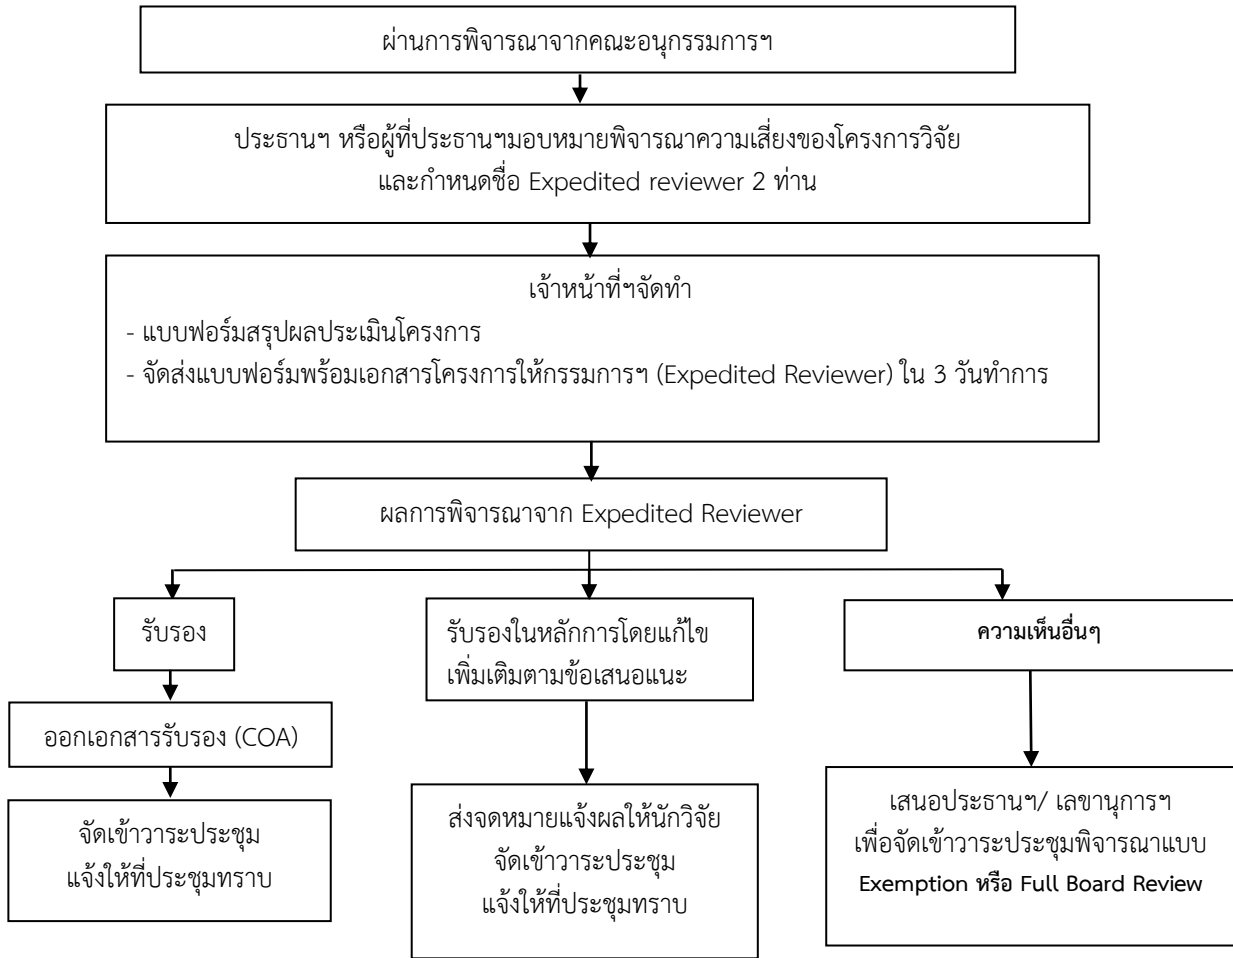 ผ่านการพิจารณาจากคณะอนุกรรมการฯ
ประธานฯ หรือผู้ที่ประธานฯมอบหมายพิจารณาความเสี่ยงของโครงการวิจัย
และกำหนดชื่อ Expedited reviewer 2 ท่าน
เจ้าหน้าที่ฯจัดทำ
- แบบฟอร์มสรุปผลประเมินโครงการ
- จัดส่งแบบฟอร์มพร้อมเอกสารโครงการให้กรรมการฯ (Expedited Reviewer) ใน 3 วันทำการ
ผลการพิจารณาจาก Expedited Reviewer
รับรอง
ออกเอกสารรับรอง (COA)
จัดเข้าวาระประชุม
แจ้งให้ที่ประชุมทราบ
รับรองในหลักการโดยแก้ไข
เพิ่มเติมตามข้อเสนอแนะ
ส่งจดหมายแจ้งผลให้นักวิจัย
จัดเข้าวาระประชุม
แจ้งให้ที่ประชุมทราบ
ความเห็นอื่นๆ
เสนอประธานฯ/ เลขานุการฯ
เพื่อจัดเข้าวาระประชุมพิจารณาแบบ
Exemption หรือ Full Board Review